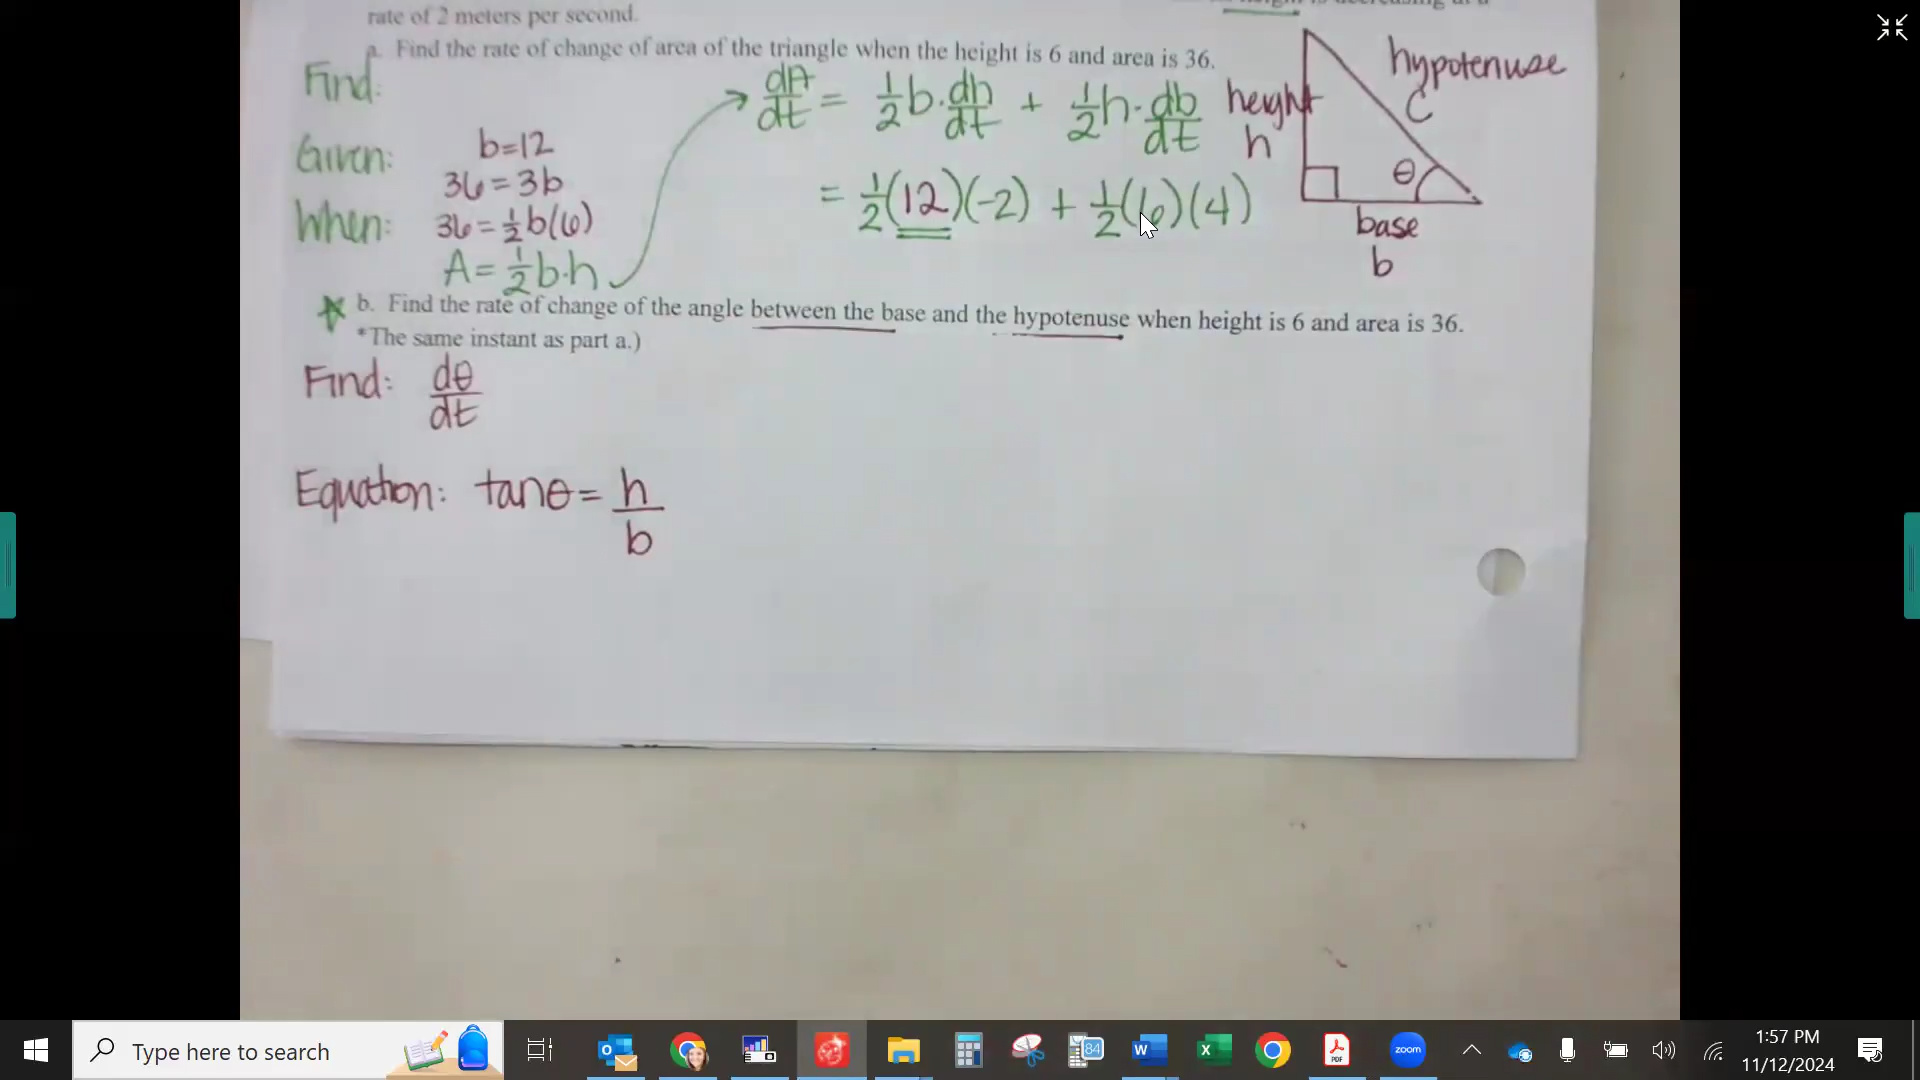 rate of 2 meters per second.
a. Find the rate of change of area of the triangle when the height is 6 and area is 36.
Find:
dA/dt = 1/2 b · dh/dt + 1/2 h · db/dt
= 1/2 (12)(-2) + 1/2 (6)(4)
Given:
b=12
36=3b
When:
36=1/2 b(6)
A=1/2 b·h
height
h
hypotenuse
C
θ
base
b
b. Find the rate of change of the angle between the base and the hypotenuse when height is 6 and area is 36.
*The same instant as part a.)
Find: dθ/dt
Equation: tanθ = h/b
Type here to search
84
zoom
PDF
1:57 PM
11/12/2024